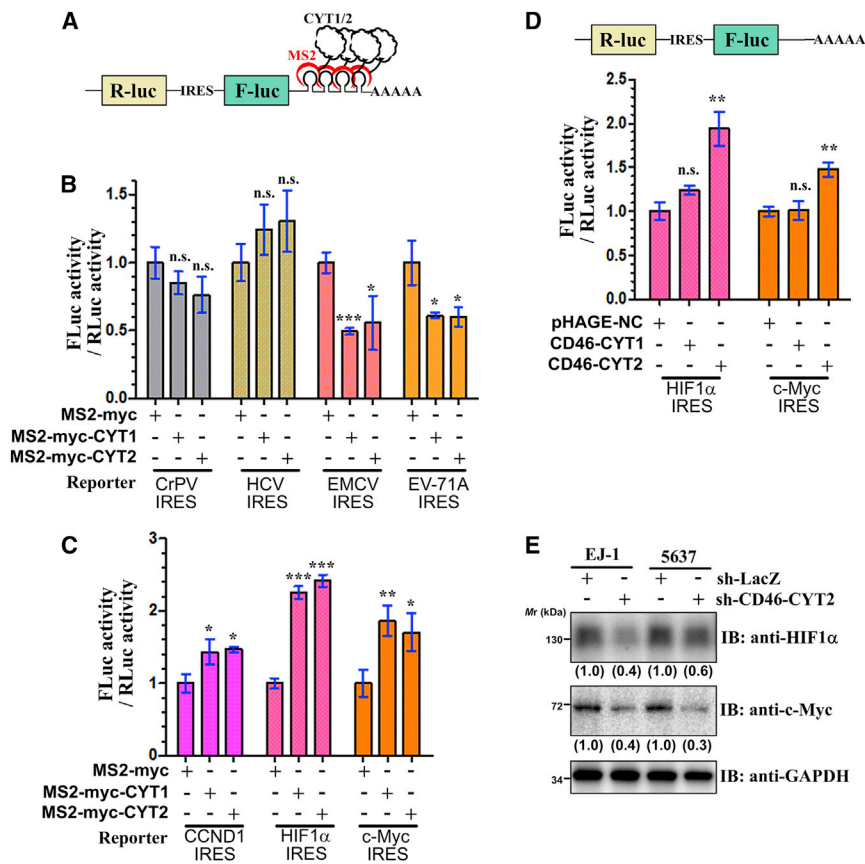 A
CYT1/2
MS2
R-luc IRES F-luc AAAAA
B
FLuc activity
/ RLuc activity
1.5
1.0
0.5
0.0
n.s. n.s. n.s. n.s. *** * * *
MS2-myc + - - + - - + - - + - -
MS2-myc-CYT1 - + - - + - - + - - + -
MS2-myc-CYT2 - - + - - + - - + - - +
Reporter CrPV IRES HCV IRES EMCV IRES EV-71A IRES
C
FLuc activity
/ RLuc activity
3
2
1
0
* * *** *** ** *
MS2-myc + - - + - - + - -
MS2-myc-CYT1 - + - - + - - + -
MS2-myc-CYT2 - - + - - + - - +
Reporter CCND1 IRES HIF1α IRES c-Myc IRES
D
R-luc IRES F-luc AAAAA
FLuc activity
/ RLuc activity
2.5
2.0
1.5
1.0
0.5
0.0
n.s. ** n.s. **
pHAGE-NC + - - + - -
CD46-CYT1 - + - - + -
CD46-CYT2 - - + - - +
HIF1α IRES c-Myc IRES
E
EJ-1 5637
+ - + - sh-LacZ
- + - + sh-CD46-CYT2
Mr (kDa)
130 IB: anti-HIF1α
(1.0) (0.4) (1.0) (0.6)
72 IB: anti-c-Myc
(1.0) (0.4) (1.0) (0.3)
34 IB: anti-GAPDH